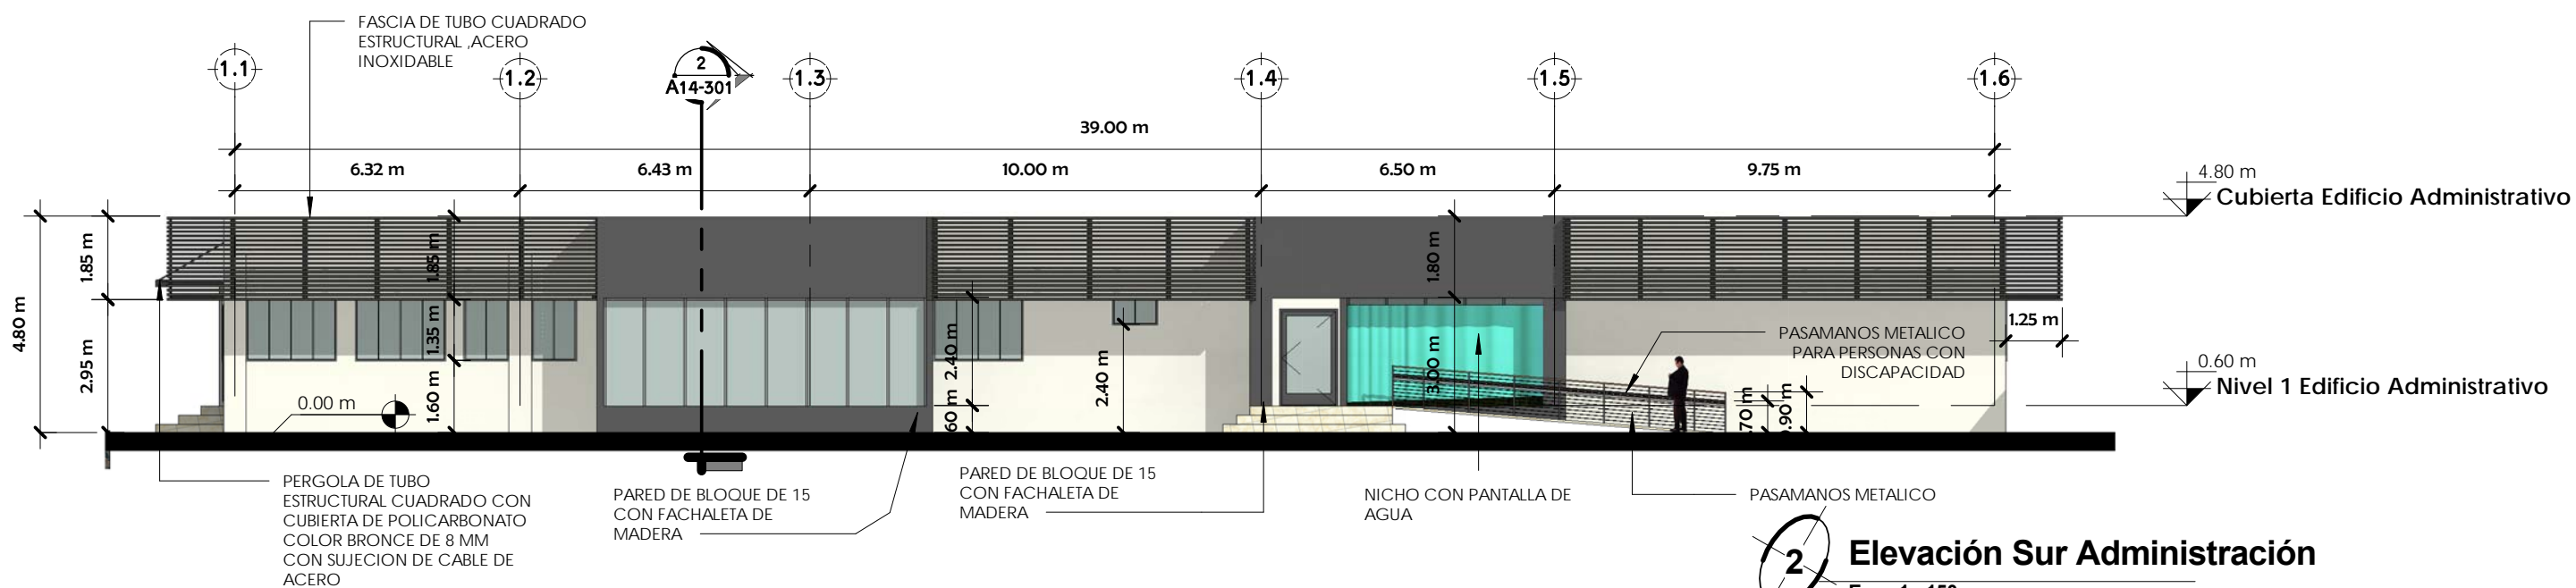 FASCIA DE TUBO CUADRADO
ESTRUCTURAL ,ACERO
INOXIDABLE
1.1
1.2
2
A14-301
1.3
1.4
1.5
1.6
39.00 m
6.32 m
6.43 m
10.00 m
6.50 m
9.75 m
4.80 m
Cubierta Edificio Administrativo
4.80 m
1.85 m
2.95 m
1.85 m
1.35 m
1.60 m
0.00 m
2.40 m
.60 m
2.40 m
1.80 m
3.00 m
PASAMANOS METALICO
PARA PERSONAS CON
DISCAPACIDAD
1.25 m
.70 m
.90 m
0.60 m
Nivel 1 Edificio Administrativo
PERGOLA DE TUBO
ESTRUCTURAL CUADRADO CON
CUBIERTA DE POLICARBONATO
COLOR BRONCE DE 8 MM
CON SUJECION DE CABLE DE
ACERO
PARED DE BLOQUE DE 15
CON FACHALETA DE
MADERA
PARED DE BLOQUE DE 15
CON FACHALETA DE
MADERA
NICHO CON PANTALLA DE
AGUA
PASAMANOS METALICO
2
Elevación Sur Administración